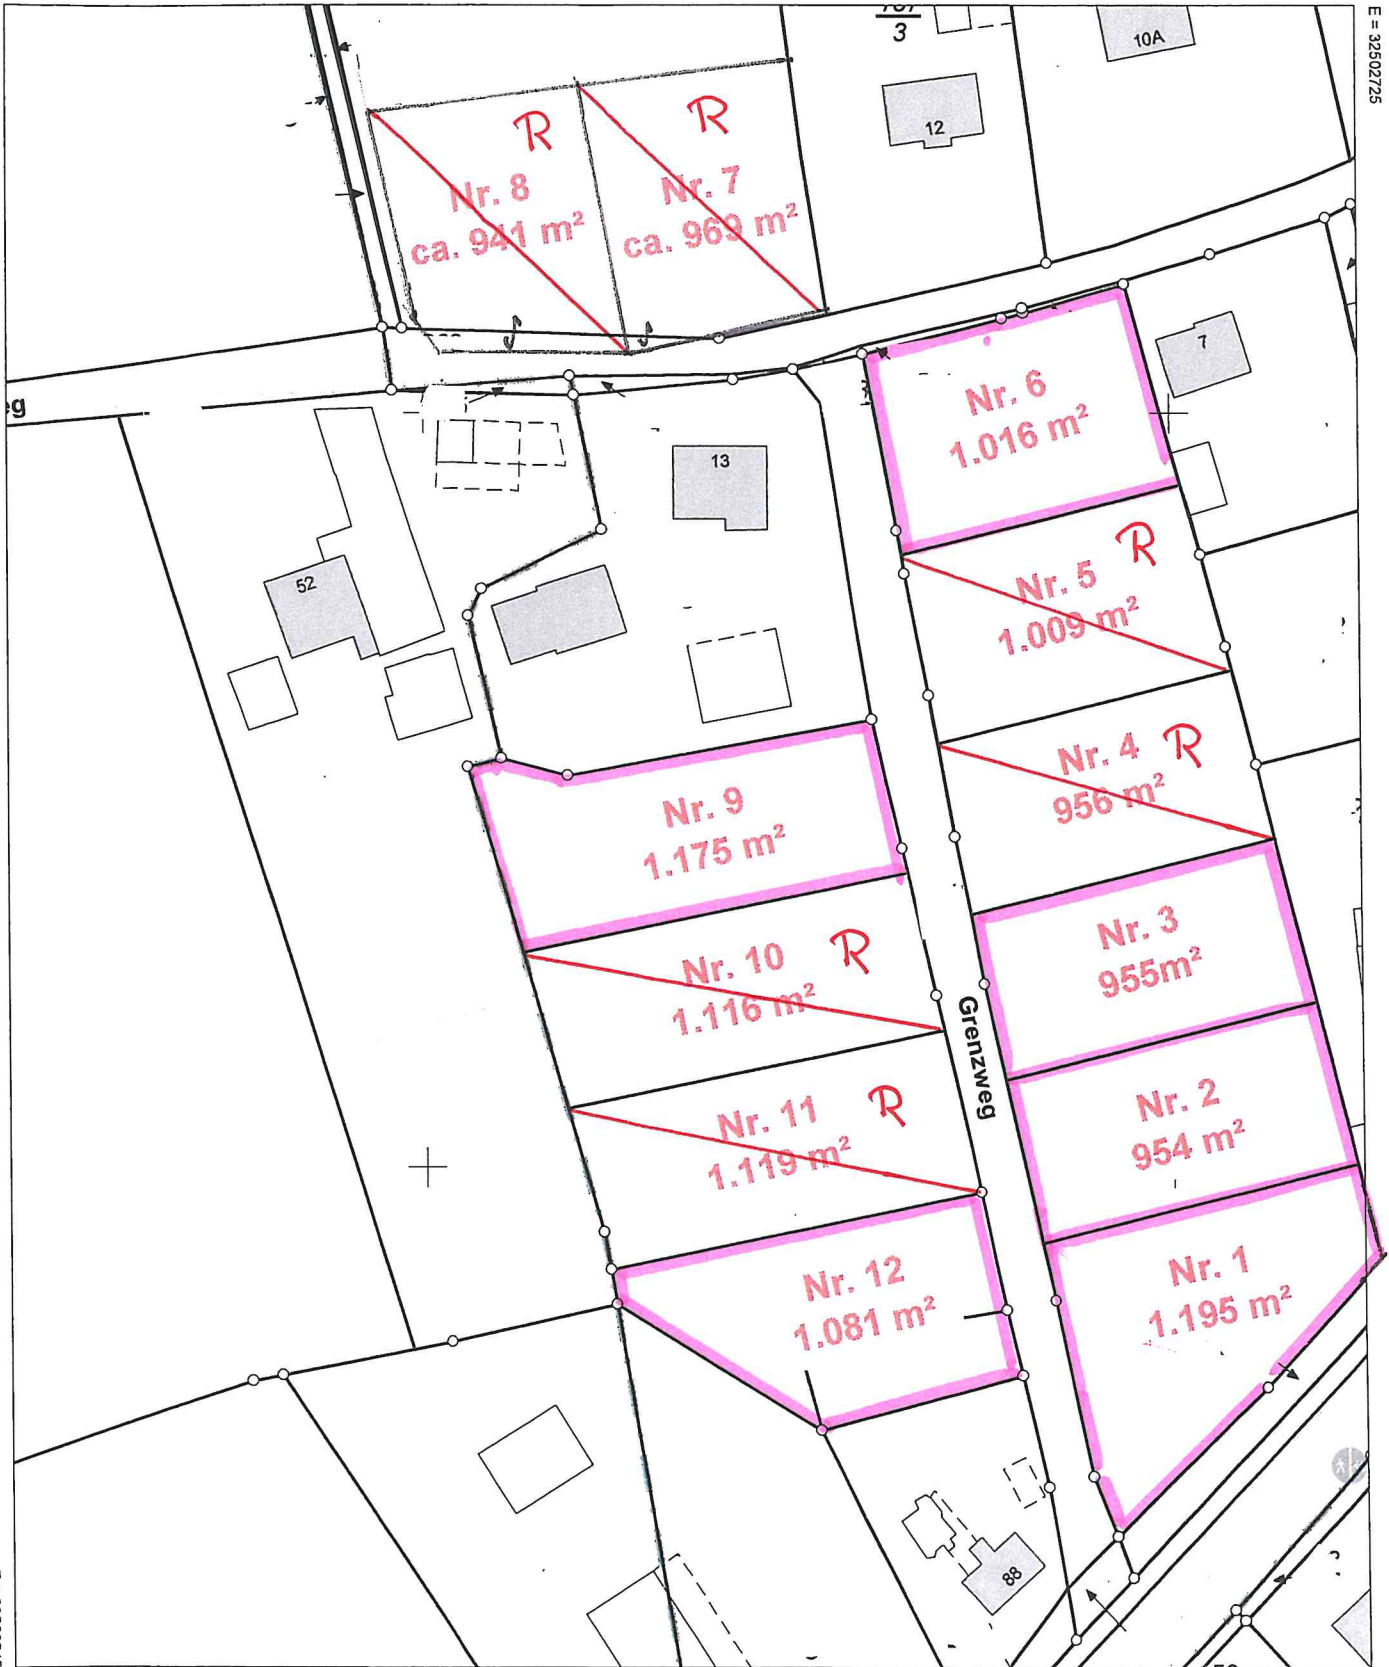 3
10A
E = 32502725
12
R
R
Nr. 8
ca. 941 m²
Nr. 7
ca. 969 m²
7
Nr. 6
1.016 m²
eg
13
52
R
Nr. 5
1.009 m²
R
Nr. 4
956 m²
Nr. 9
1.175 m²
Nr. 3
955m²
Nr. 10
1.116 m²
R
Grenzweg
Nr. 2
954 m²
Nr. 11
1.119 m²
R
Nr. 12
1.081 m²
Nr. 1
1.195 m²
88